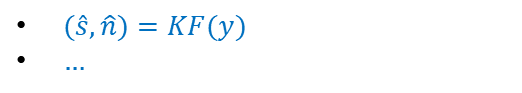 • (ŝ, n̂) = KF(y)
• …